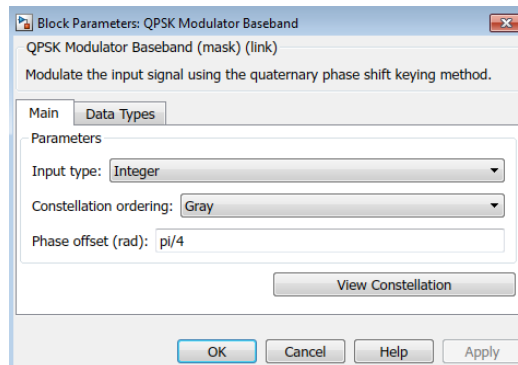 Block Parameters: QPSK Modulator Baseband
QPSK Modulator Baseband (mask) (link)
Modulate the input signal using the quaternary phase shift keying method.
Main Data Types
Parameters
Input type: Integer
Constellation ordering: Gray
Phase offset (rad): pi/4
View Constellation
OK Cancel Help Apply